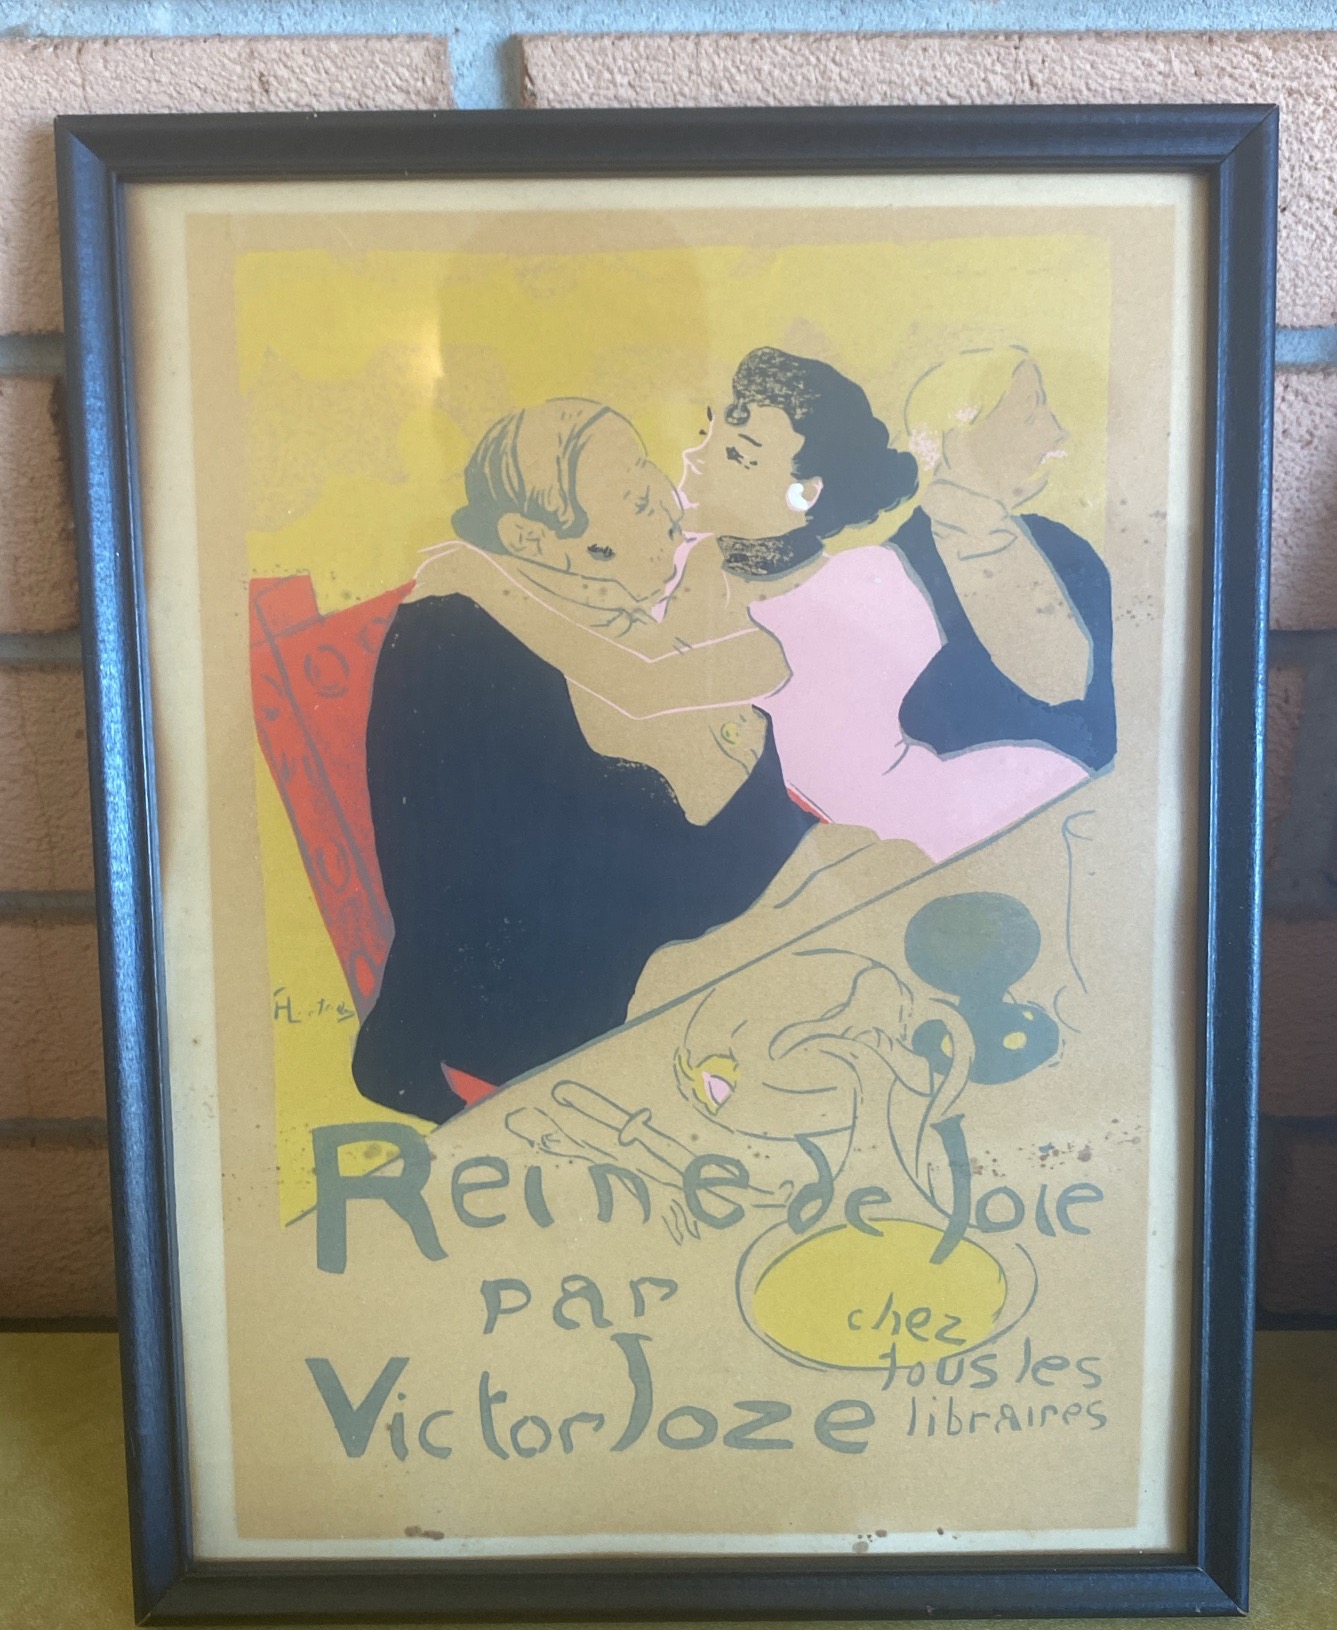 Reine de Joie
par
Victor Joze
chez
tous les
libraires